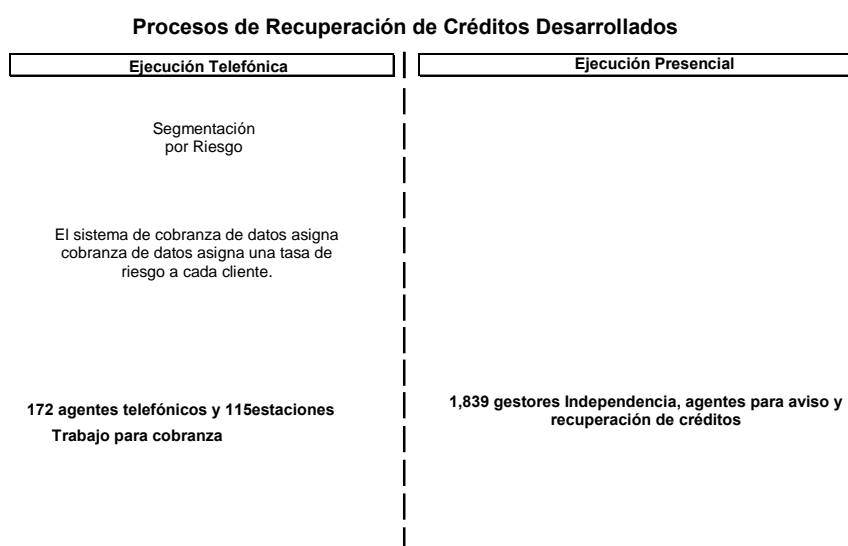 Procesos de Recuperación de Créditos Desarrollados
Ejecución Telefónica
Ejecución Presencial
Segmentación
por Riesgo
El sistema de cobranza de datos asigna
cobranza de datos asigna una tasa de
riesgo a cada cliente.
172 agentes telefónicos y 115estaciones
Trabajo para cobranza
1,839 gestores Independencia, agentes para aviso y
recuperación de créditos